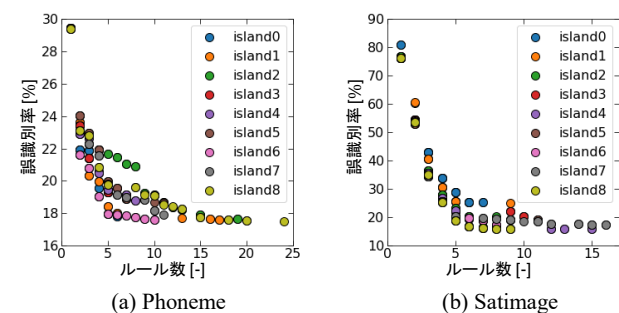 30
28
26
24
22
20
18
16
0
5
10
15
20
25
誤識別率 [%]
ルール数 [-]
island0
island1
island2
island3
island4
island5
island6
island7
island8
(a) Phoneme
90
80
70
60
50
40
30
20
10
0
5
10
15
誤識別率 [%]
ルール数 [-]
island0
island1
island2
island3
island4
island5
island6
island7
island8
(b) Satimage